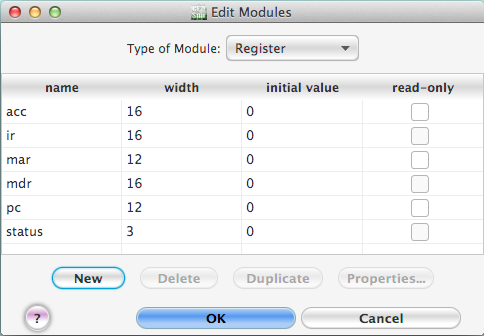 Edit Modules
Type of Module: Register
name width initial value read-only
acc 16 0
ir 16 0
mar 12 0
mdr 16 0
pc 12 0
status 3 0
New Delete Duplicate Properties...
? OK Cancel